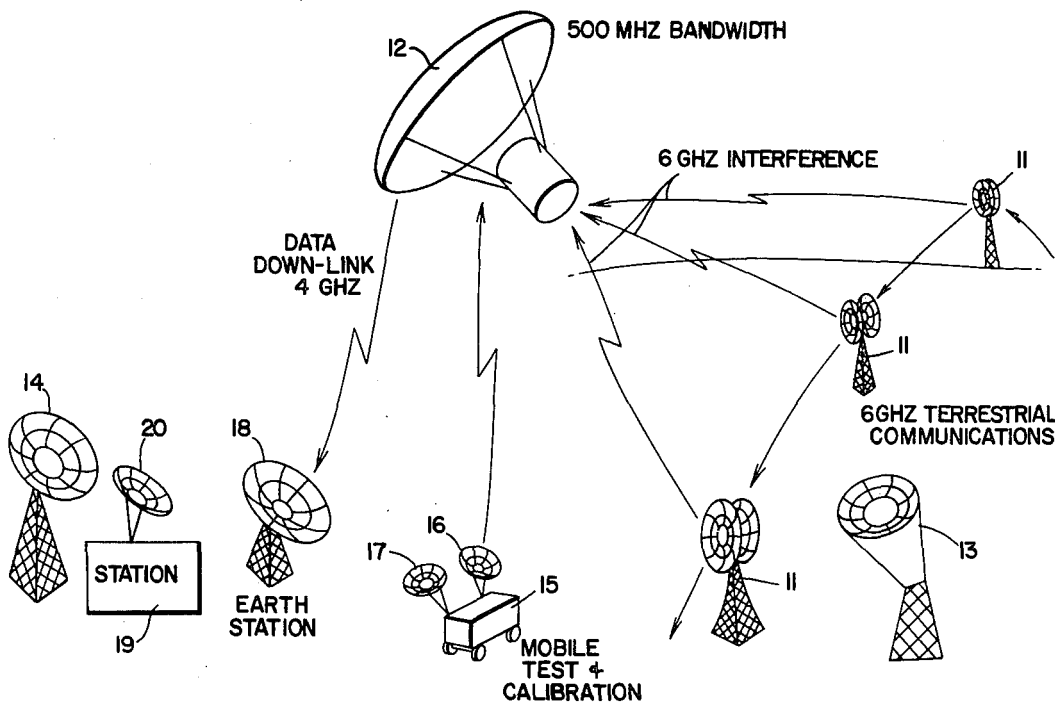 12
500 MHZ BANDWIDTH
6 GHZ INTERFERENCE
11
DATA
DOWN-LINK
4 GHZ
11
6GHZ TERRESTRIAL
COMMUNICATIONS
14
20
18
17
16
15
13
11
STATION
19
EARTH
STATION
MOBILE
TEST &
CALIBRATION